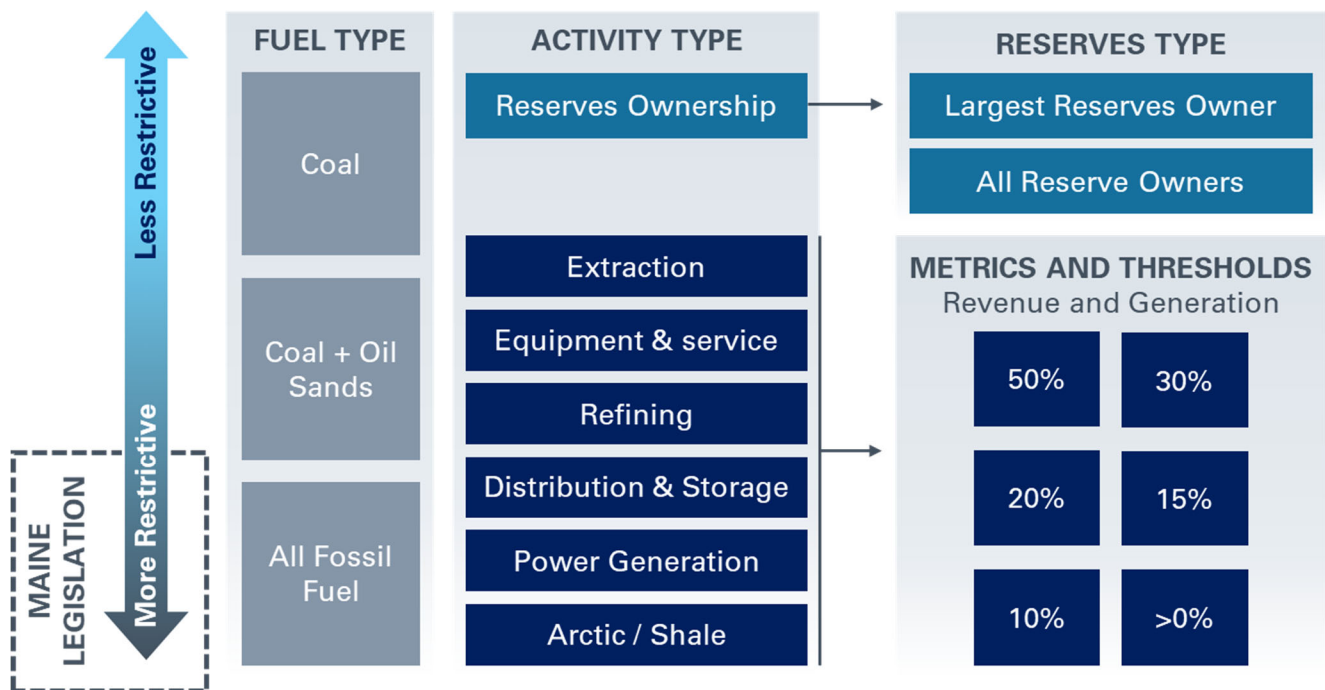 Less Restrictive
More Restrictive
MAINE
LEGISLATION
FUEL TYPE
Coal
Coal + Oil
Sands
All Fossil
Fuel
ACTIVITY TYPE
Reserves Ownership
Extraction
Equipment & service
Refining
Distribution & Storage
Power Generation
Arctic / Shale
RESERVES TYPE
Largest Reserves Owner
All Reserve Owners
METRICS AND THRESHOLDS
Revenue and Generation
50%
30%
20%
15%
10%
>0%